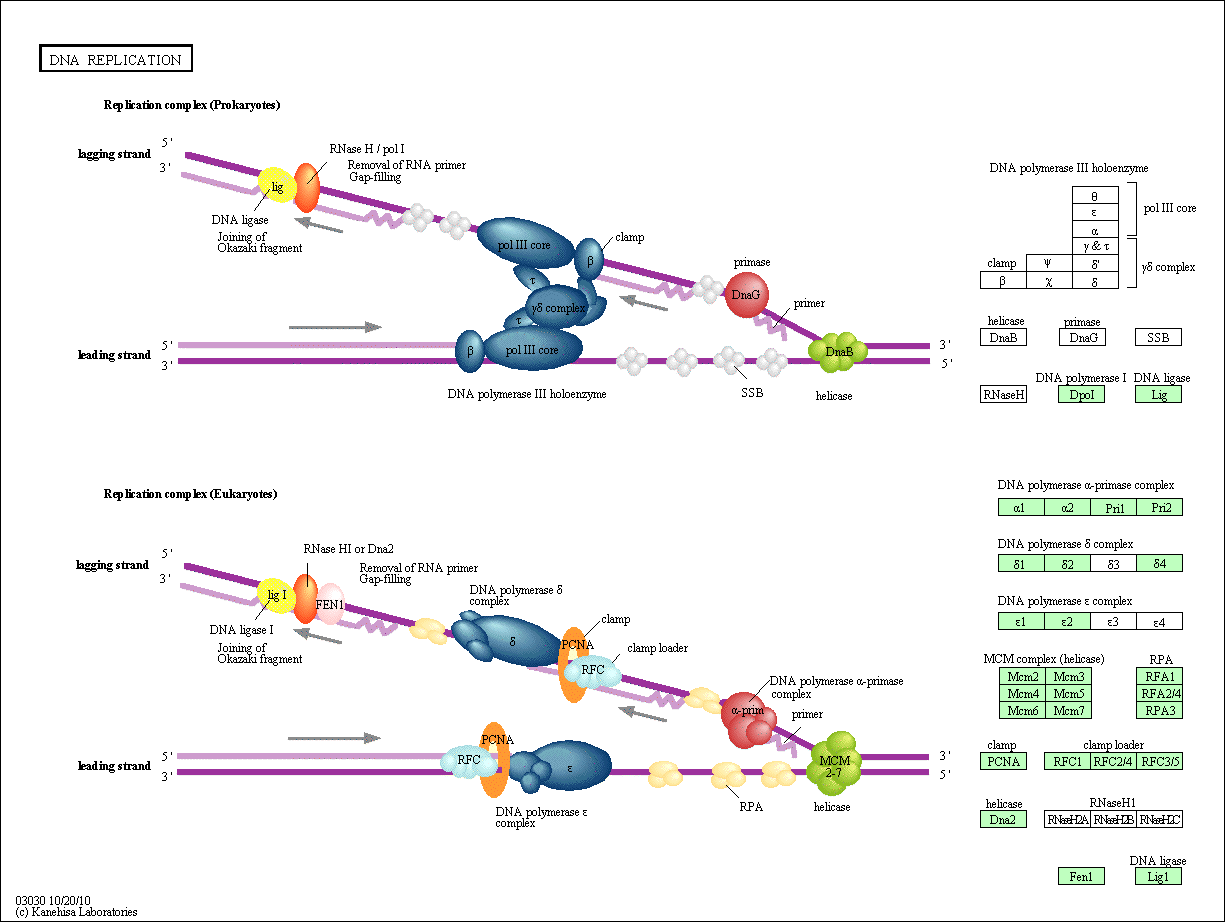 DNA REPLICATION
Replication complex (Prokaryotes)
lagging strand
5'
3'
lig
RNase H / pol I
Removal of RNA primer
Gap-filling
DNA ligase
Joining of
Okazaki fragment
pol III core
clamp
β
τ
γδ complex
τ
primase
DnaG
primer
leading strand
5'
3'
β
pol III core
DnaB
3'
5'
DNA polymerase III holoenzyme
SSB
helicase
DNA polymerase III holoenzyme
θ
ε
α
pol III core
γ & τ
clamp
ψ
δ'
γδ complex
β
χ
δ
helicase
primase
DnaB
DnaG
SSB
DNA polymerase I
DNA ligase
RNaseH
DpoI
Lig
Replication complex (Eukaryotes)
lagging strand
5'
3'
lig I
RNase HI or Dna2
FEN1
Removal of RNA primer
Gap-filling
DNA ligase I
Joining of
Okazaki fragment
DNA polymerase δ
complex
δ
clamp
PCNA
RFC
clamp loader
DNA polymerase α-primase
complex
α-prim
primer
leading strand
5'
3'
RFC
PCNA
ε
MCM
2-7
3'
5'
DNA polymerase ε
complex
RPA
helicase
DNA polymerase α-primase complex
α1 α2 Pri1 Pri2
DNA polymerase δ complex
δ1 δ2 δ3 δ4
DNA polymerase ε complex
ε1 ε2 ε3 ε4
MCM complex (helicase)
RPA
Mcm2 Mcm3
RFA1
Mcm4 Mcm5
RFA2/4
Mcm6 Mcm7
RPA3
clamp
clamp loader
PCNA
RFC1 RFC2/4 RFC3/5
helicase
RNaseH1
Dna2
RNaseH2A RNaseH2B RNaseH2C
DNA ligase
Fen1
Lig1
03030 10/20/10
(c) Kanehisa Laboratories